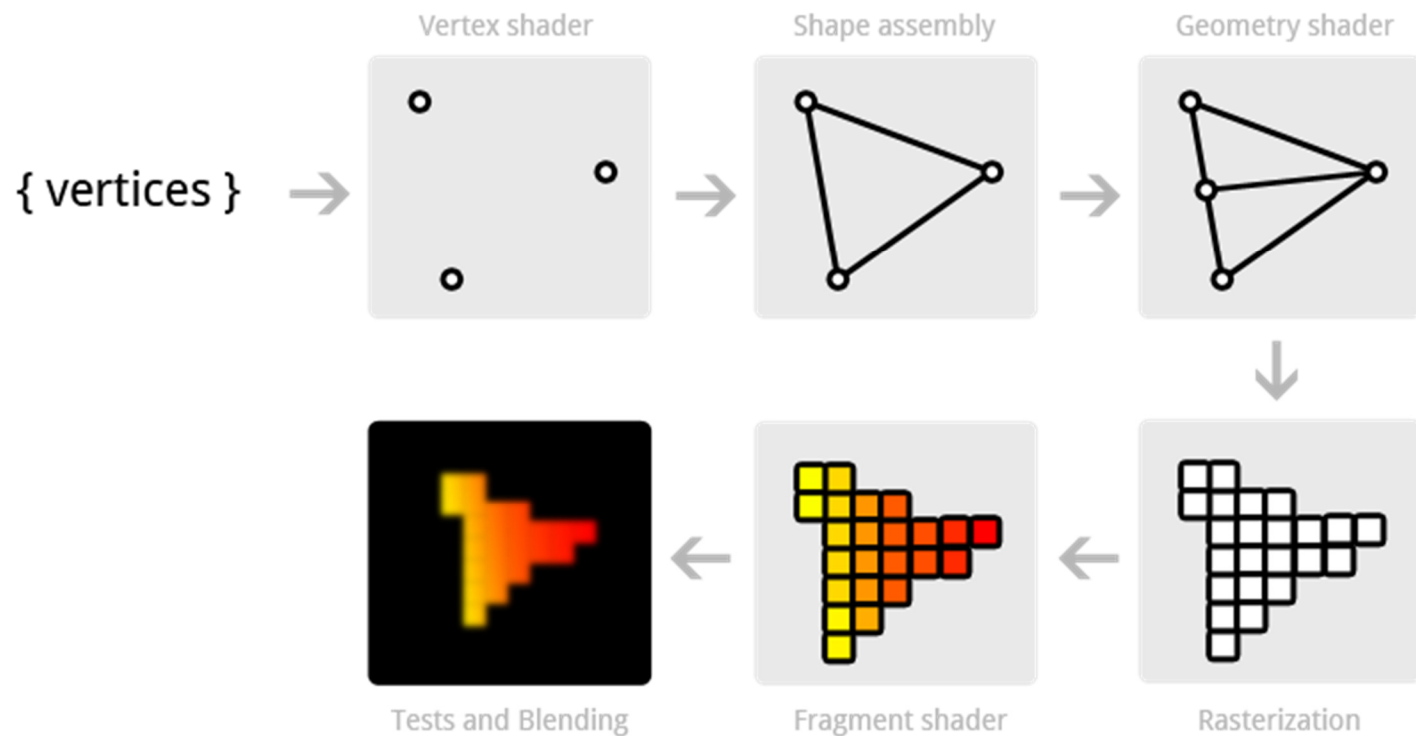 Vertex shader
Shape assembly
Geometry shader
{ vertices }
Tests and Blending
Fragment shader
Rasterization